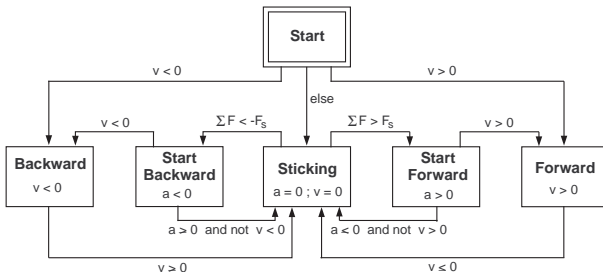 Start
v < 0
v > 0
else
v < 0
ΣF < -Fs
ΣF > Fs
v > 0
Backward
v < 0
Start
Backward
a < 0
Sticking
a = 0 ; v = 0
Start
Forward
a > 0
Forward
v > 0
a ≥ 0 and not v < 0
a ≤ 0 and not v > 0
v ≥ 0
v ≤ 0